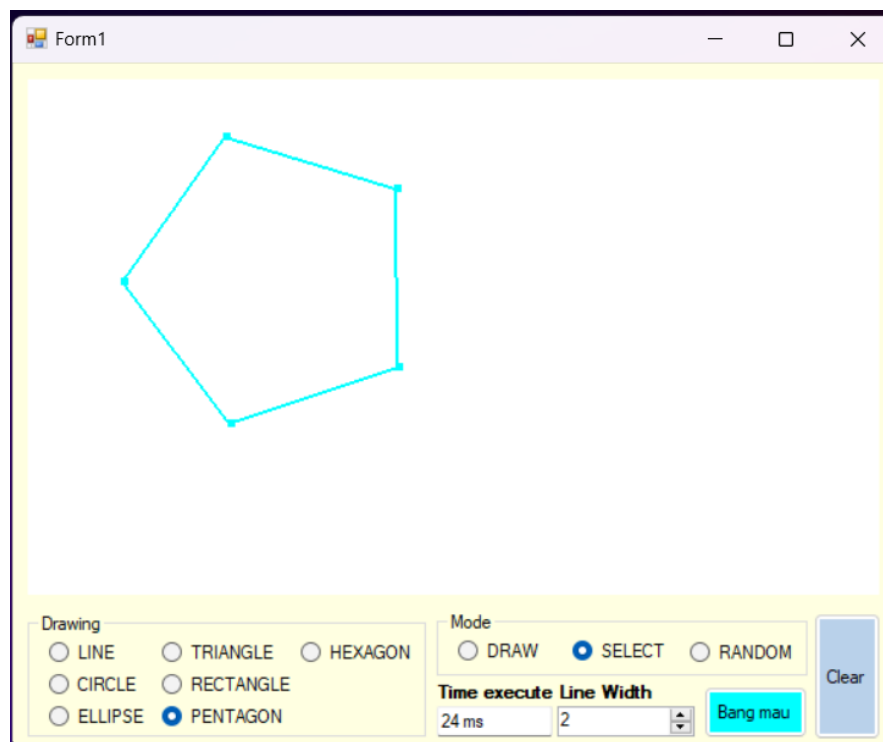 Form1
Drawing
LINE
TRIANGLE
HEXAGON
CIRCLE
RECTANGLE
ELLIPSE
PENTAGON
Mode
DRAW
SELECT
RANDOM
Time execute
Line Width
24 ms
2
Bang mau
Clear